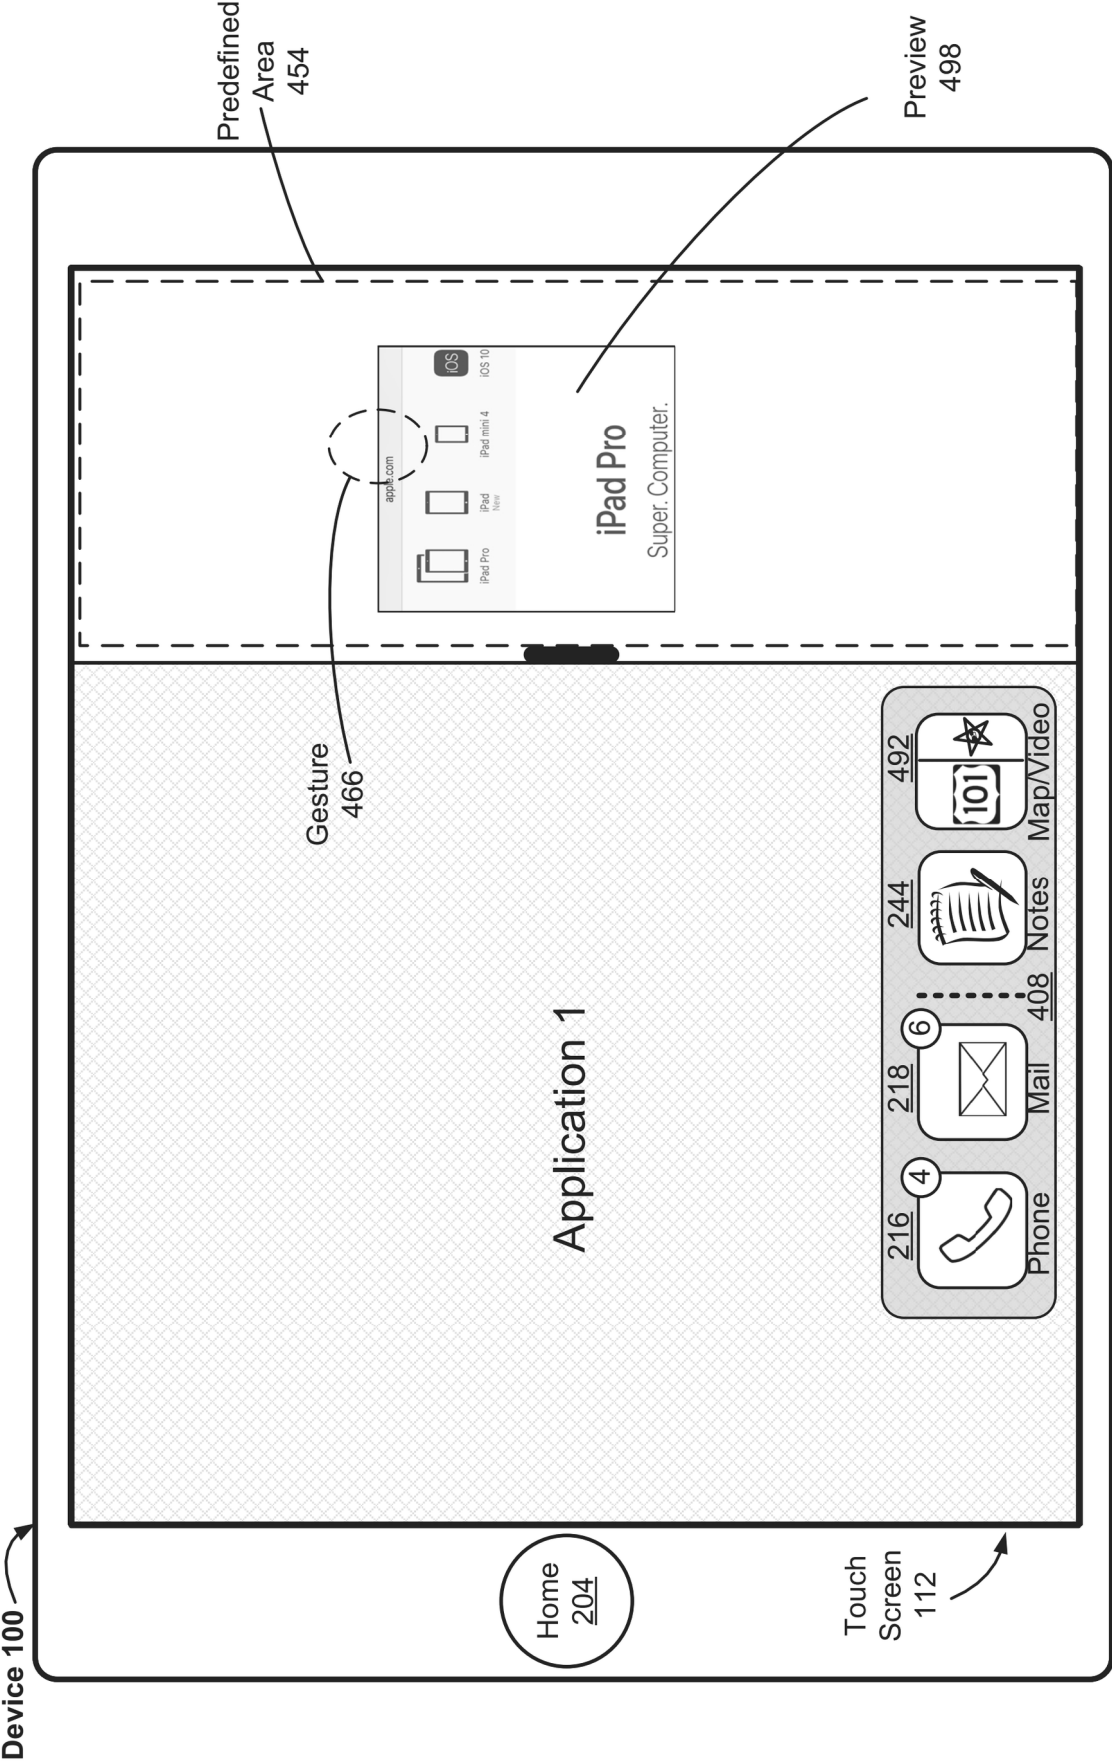 Device 100
Predefined
Area
454
Preview
498
Gesture
466
apple.com
iPad Pro
iPad
New
iPad mini 4
iOS
iOS 10
iPad Pro
Super. Computer.
Application 1
216
4
Phone
218
6
Mail
408
244
Notes
492
101
Map/Video
Home
204
Touch
Screen
112